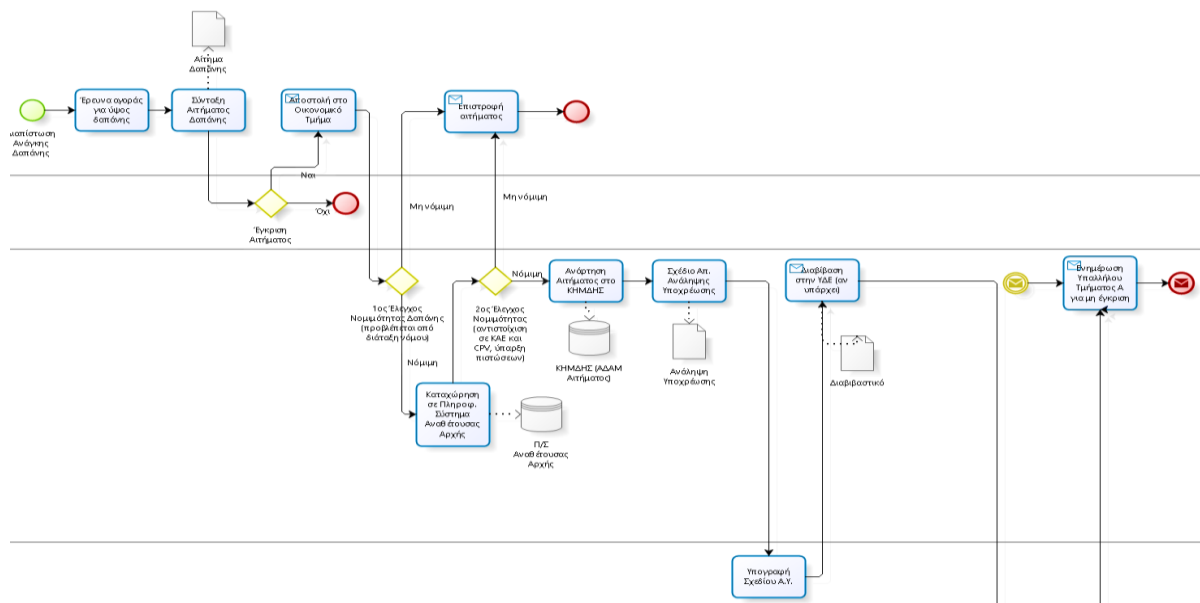 Αίτημα
Δαπάνης
Έρευνα αγοράς
για ύψος
δαπάνης
Σύνταξη
Αιτήματος
Δαπάνης
Αποστολή στο
Οικονομικό
Τμήμα
Επιστροφή
αιτήματος
Ανάγκης
Δαπάνης
Ναι
Όχι
Έγκριση
Αιτήματος
Μη νόμιμη
Μη νόμιμη
1ος Έλεγχος
Νομιμότητας Δαπάνης
(προβλέπεται από
διάταξη νόμου)
Νόμιμη
2ος Έλεγχος
Νομιμότητας
(αντιστοίχιση
σε ΚΑΕ και
CPV, ύπαρξη
πιστώσεων)
Νόμιμη
Ανάρτηση
Αιτήματος στο
ΚΗΜΔΗΣ
Σχέδιο Απ.
Ανάληψης
Υποχρέωσης
Διαβίβαση
στην ΥΔΕ (αν
υπάρχει)
Ενημέρωση
Υπαλλήλου
Τμήματος Α
για μη έγκριση
ΚΗΜΔΗΣ (ΑΔΑΜ
Αιτήματος)
Ανάληψη
Υποχρέωσης
Διαβιβαστικό
Καταχώρηση
σε Πληροφ.
Σύστημα
Αναθέτουσας
Αρχής
Π/Σ
Αναθέτουσας
Αρχής
Υπογραφή
Σχεδίου Α.Υ.